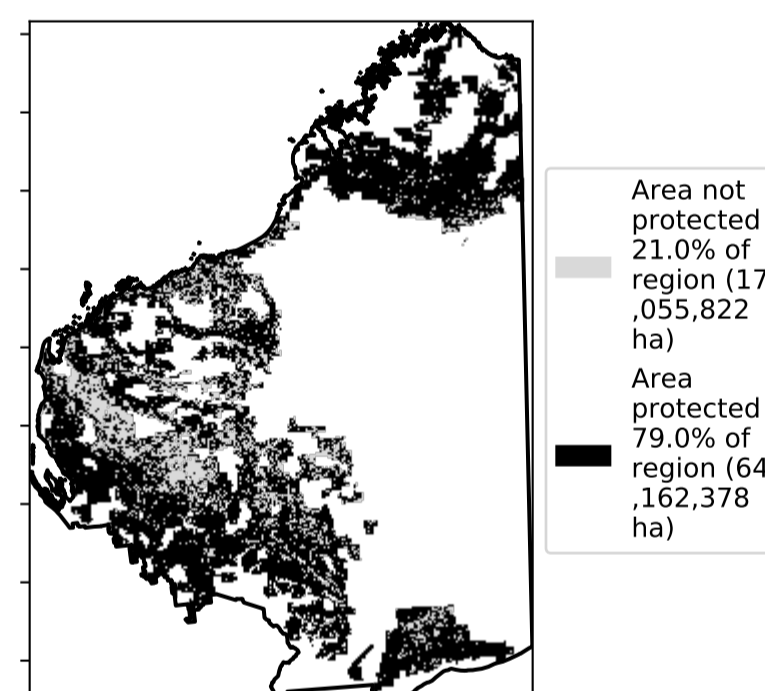 Area not
protected
21.0% of
region (17
,055,822
ha)
Area
protected
79.0% of
region (64
,162,378
ha)